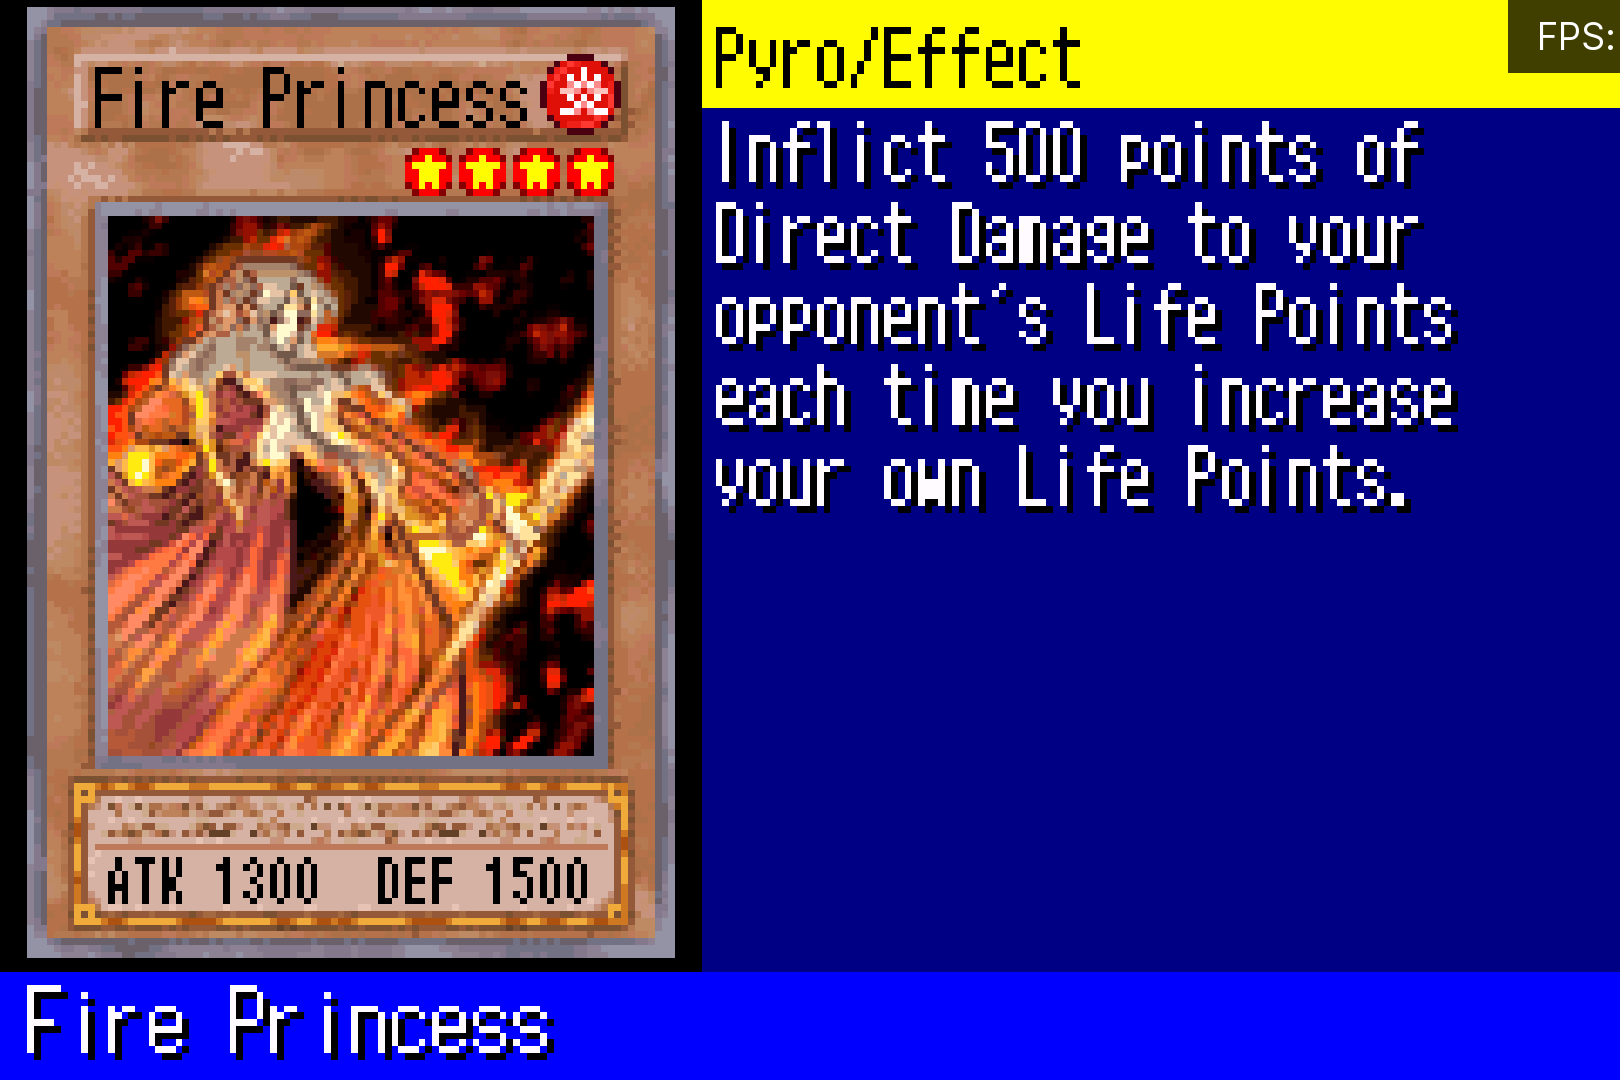 Fire Princess
ATK 1300 DEF 1500
Pyro/Effect
FPS:
Inflict 500 points of
Direct Damage to your
opponent's Life Points
each time you increase
your own Life Points.
Fire Princess